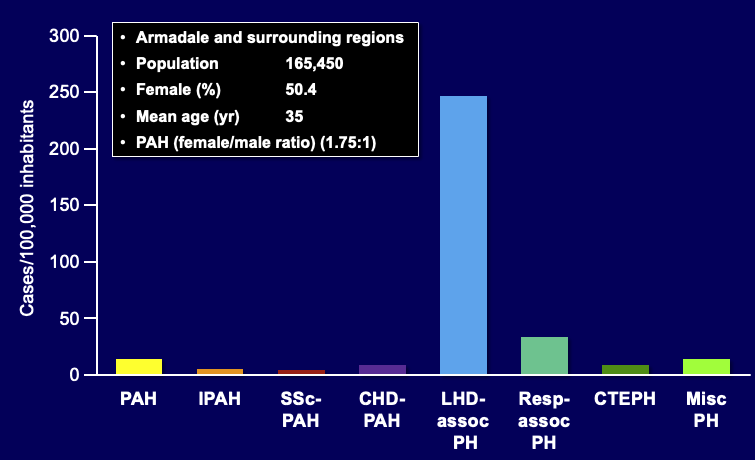 300
250
200
150
100
50
0
Cases/100,000 inhabitants
• Armadale and surrounding regions
• Population 165,450
• Female (%) 50.4
• Mean age (yr) 35
• PAH (female/male ratio) (1.75:1)
PAH
IPAH
SSc-
PAH
CHD-
PAH
LHD-
assoc
PH
Resp-
assoc
PH
CTEPH
Misc
PH